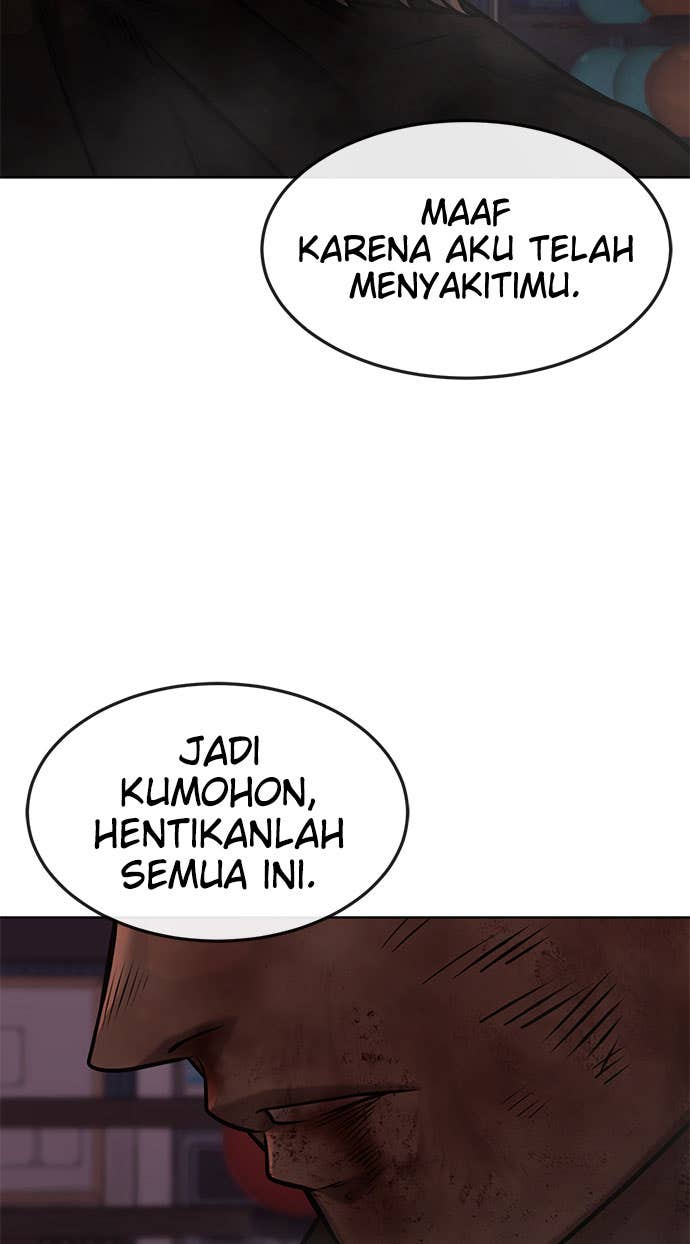 MAAF
KARENA AKU TELAH
MENYAKITIMU.
JADI
KUMOHON,
HENTIKANLAH
SEMUA INI.